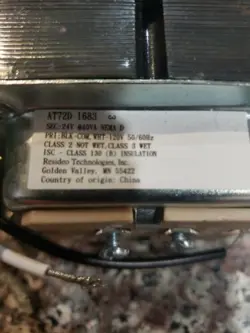 AT72D 1683 3
SEC:24V @40VA NEMA D
PRI:BLK-COM,WHT-120V 50/60Hz
CLASS 2 NOT WET,CLASS 3 WET
ISC - CLASS 130 (B) INSULATION
Resideo Technologies, Inc.
Golden Valley, MN 55422
Country of origin: China